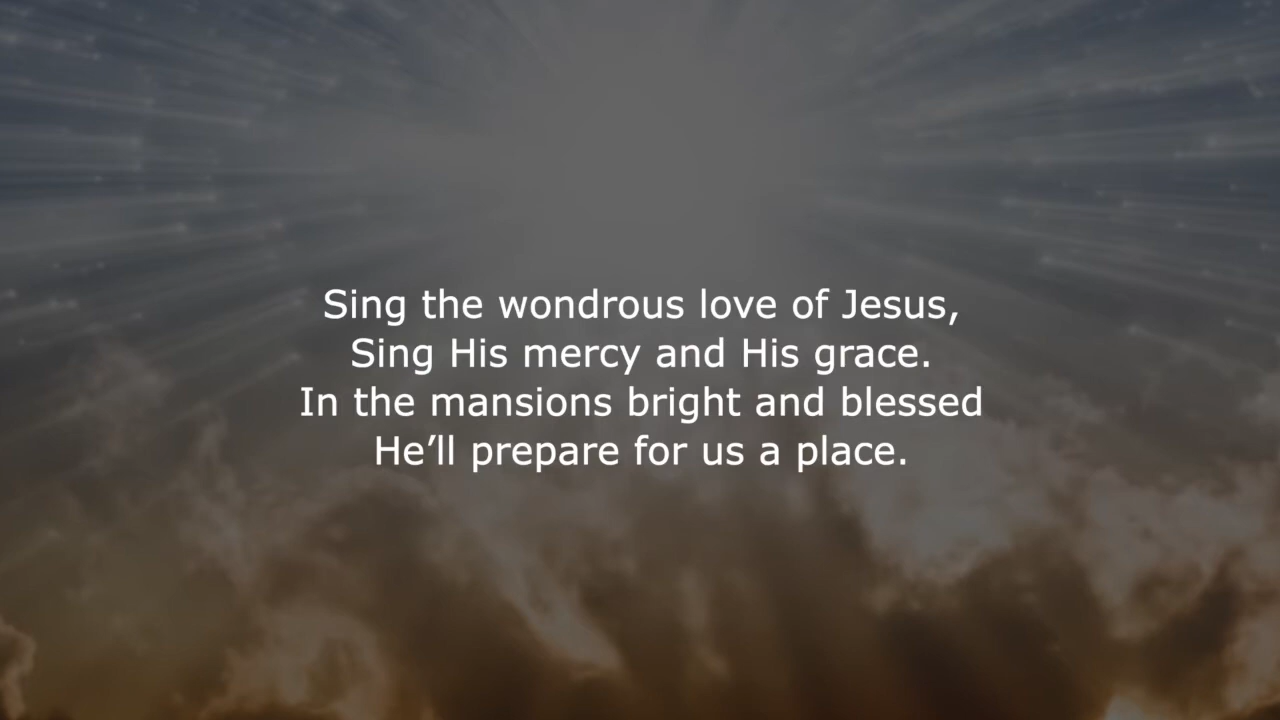 Sing the wondrous love of Jesus,
Sing His mercy and His grace.
In the mansions bright and blessed
He’ll prepare for us a place.